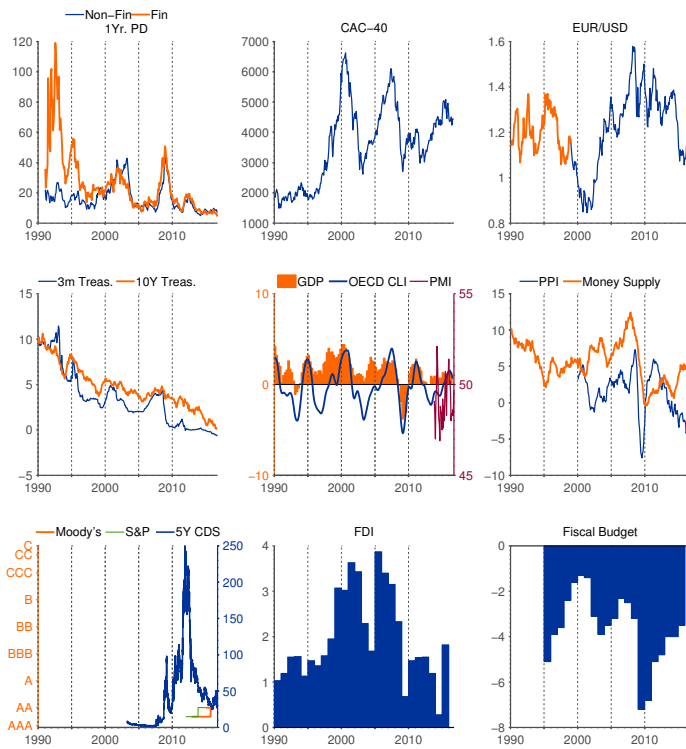 Non-Fin Fin
1Yr. PD
120
100
80
60
40
20
0
1990 2000 2010
CAC-40
7000
6000
5000
4000
3000
2000
1000
1990 2000 2010
EUR/USD
1.6
1.4
1.2
1
0.8
1990 2000 2010
3m Treas. 10Y Treas.
15
10
5
0
−5
1990 2000 2010
GDP OECD CLI PMI
10 55
0 50
−10 45
1990 2000 2010
PPI Money Supply
15
10
5
0
−5
−10
1990 2000 2010
Moody's S&P 5Y CDS
C 250
CC
CCC 200
B 150
BB
BBB 100
A 50
AA
AAA 0
1990 2000 2010
FDI
4
3
2
1
0
1990 2000 2010
Fiscal Budget
0
−2
−4
−6
−8
1990 2000 2010